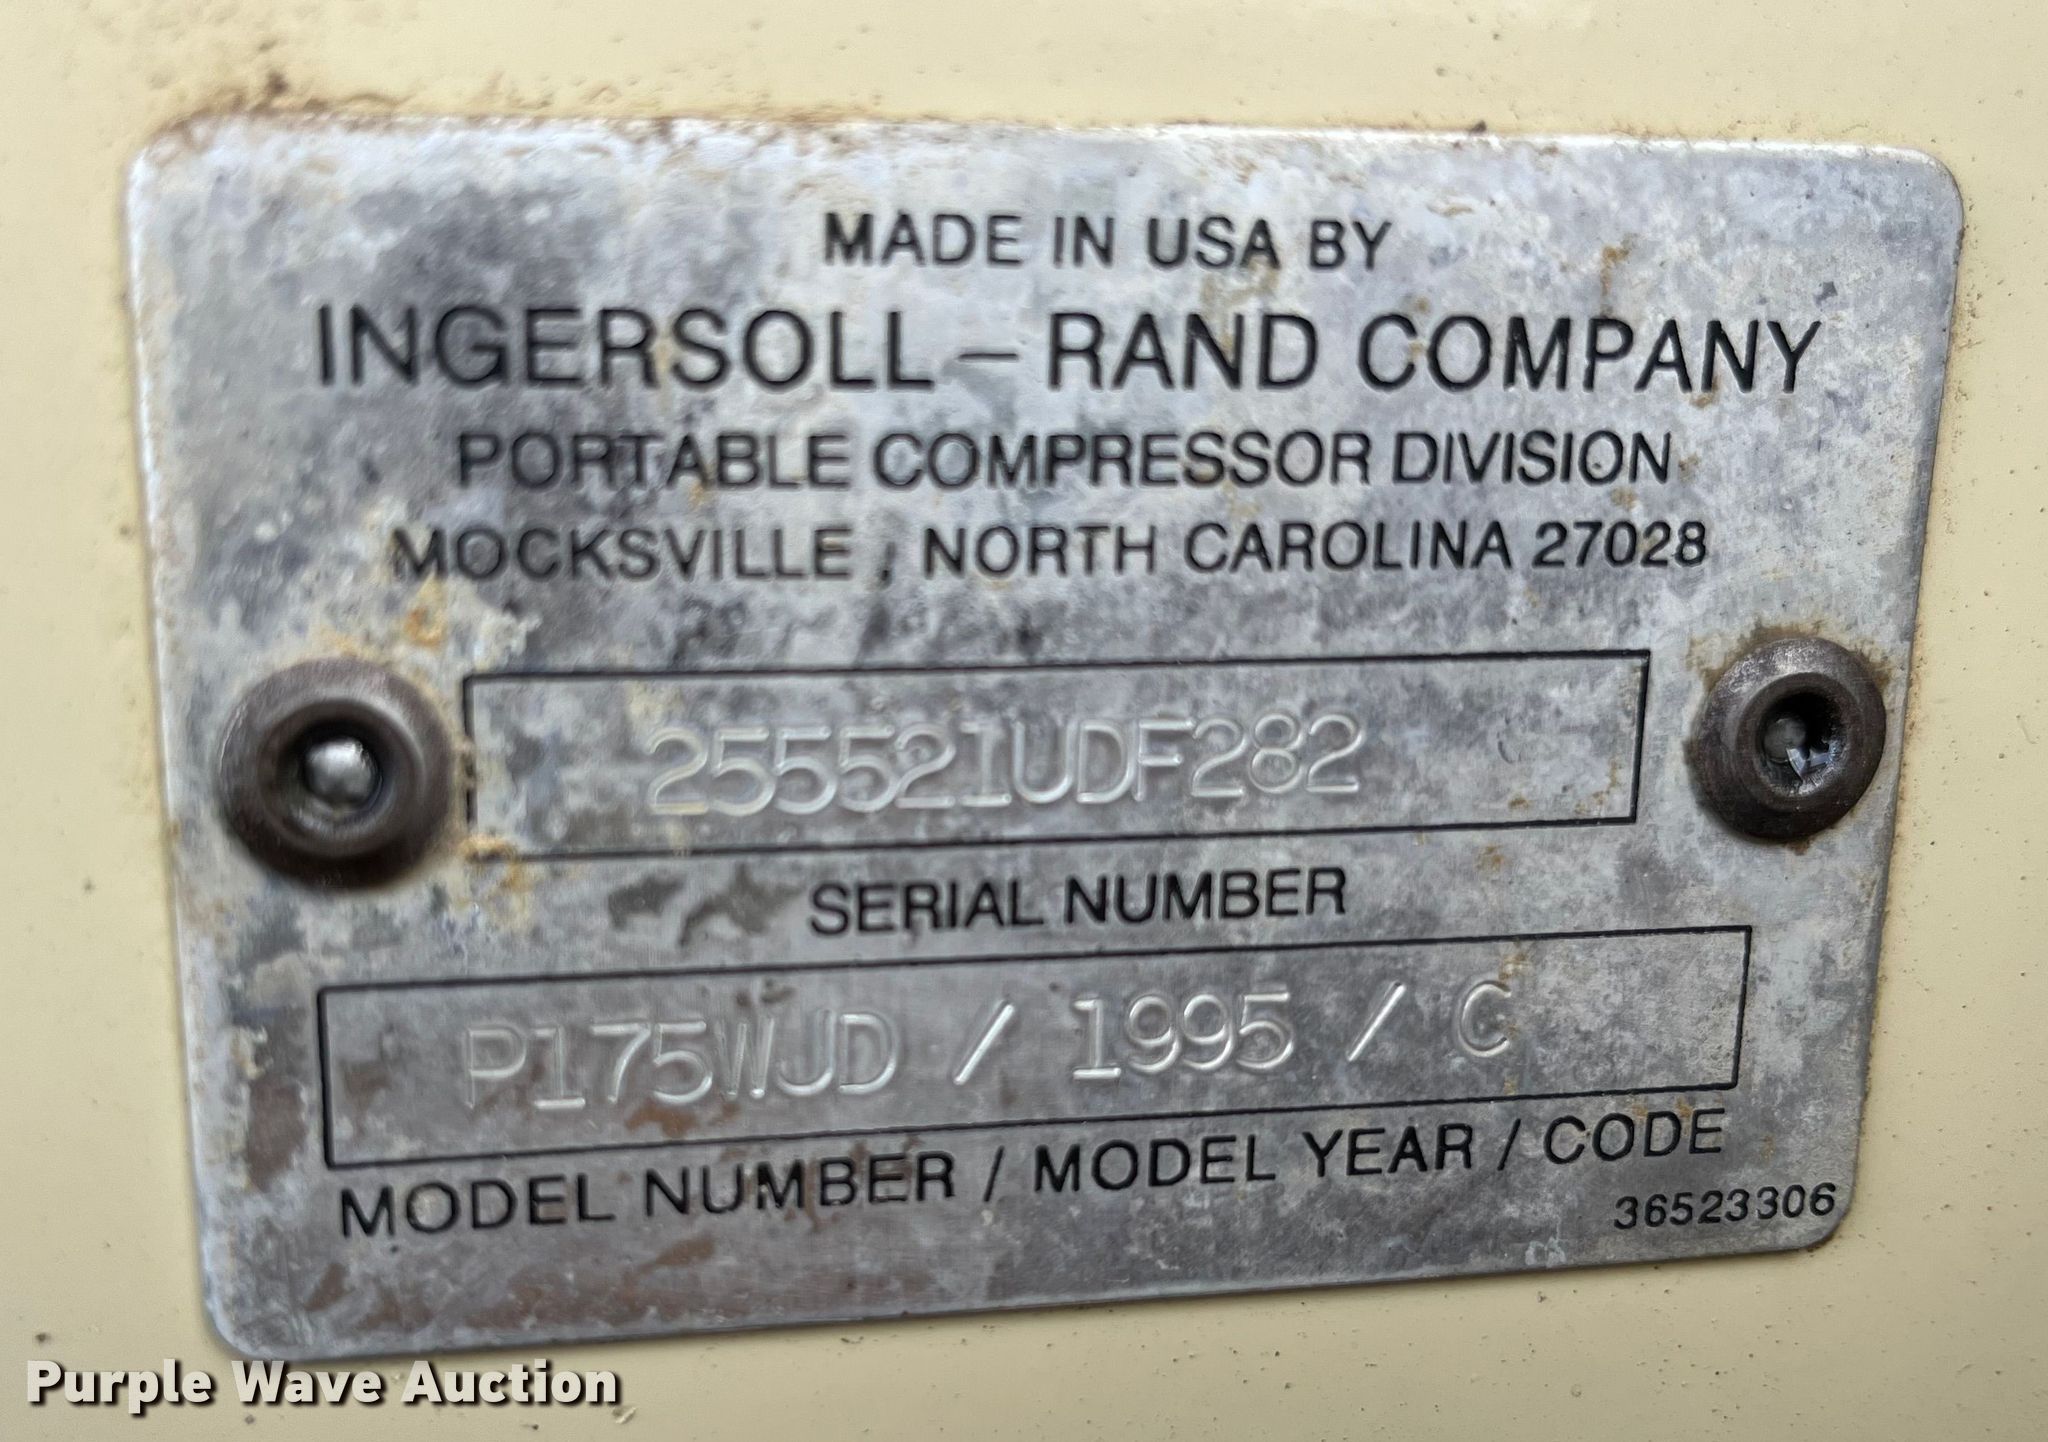 MADE IN USA BY
INGERSOLL – RAND COMPANY
PORTABLE COMPRESSOR DIVISION
MOCKSVILLE, NORTH CAROLINA 27028
255521UDF282
SERIAL NUMBER
P175WJD / 1995 / C
MODEL NUMBER / MODEL YEAR / CODE
36523306
Purple Wave Auction